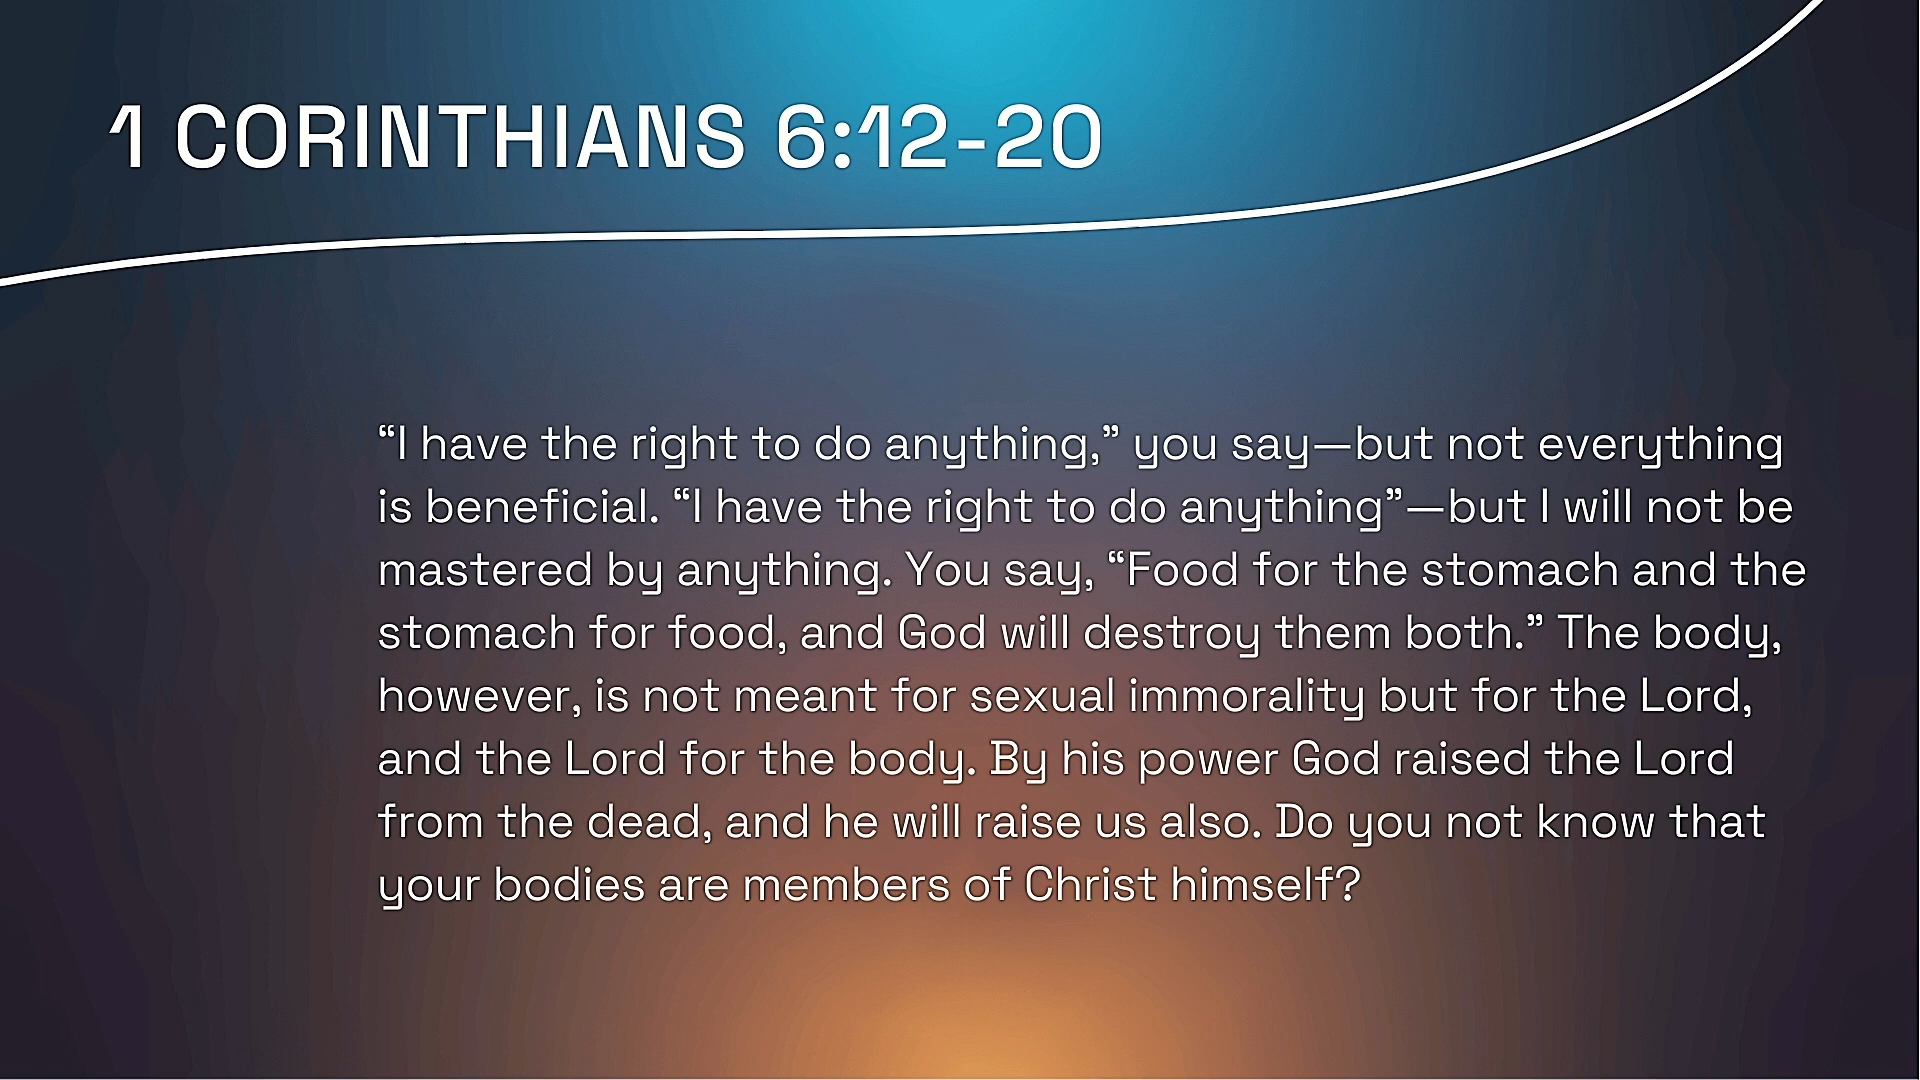 1 CORINTHIANS 6:12-20
“I have the right to do anything,” you say—but not everything
is beneficial. “I have the right to do anything”—but I will not be
mastered by anything. You say, “Food for the stomach and the
stomach for food, and God will destroy them both.” The body,
however, is not meant for sexual immorality but for the Lord,
and the Lord for the body. By his power God raised the Lord
from the dead, and he will raise us also. Do you not know that
your bodies are members of Christ himself?